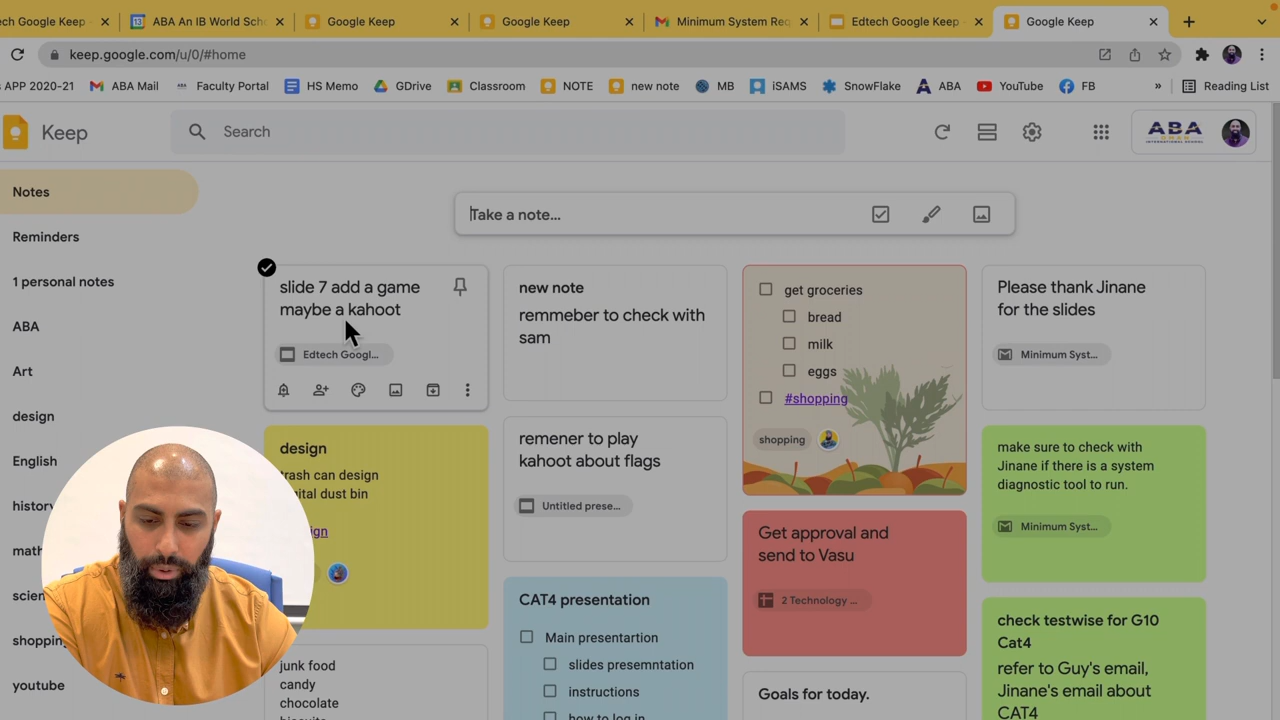 ech Google Keep
ABA An IB World Scho
Google Keep
Google Keep
Minimum System Req
Edtech Google Keep
Google Keep
keep.google.com/u/0/#home
s APP 2020-21
ABA Mail
Faculty Portal
HS Memo
GDrive
Classroom
NOTE
new note
MB
iSAMS
SnowFlake
ABA
YouTube
FB
»
Reading List
Keep
Search
ABA
Notes
Reminders
1 personal notes
ABA
Art
design
English
history
math
scien
shopping
youtube
Take a note...
slide 7 add a game
maybe a kahoot
Edtech Googl...
design
trash can design
ital dust bin
ign
junk food
candy
chocolate
new note
remmeber to check with
sam
remener to play
kahoot about flags
Untitled prese...
CAT4 presentation
Main presentartion
slides presemntation
instructions
how to log in
get groceries
bread
milk
eggs
#shopping
shopping
Get approval and
send to Vasu
2 Technology ...
Goals for today.
Please thank Jinane
for the slides
Minimum Syst...
make sure to check with
Jinane if there is a system
diagnostic tool to run.
Minimum Syst...
check testwise for G10
Cat4
refer to Guy's email,
Jinane's email about
CAT4